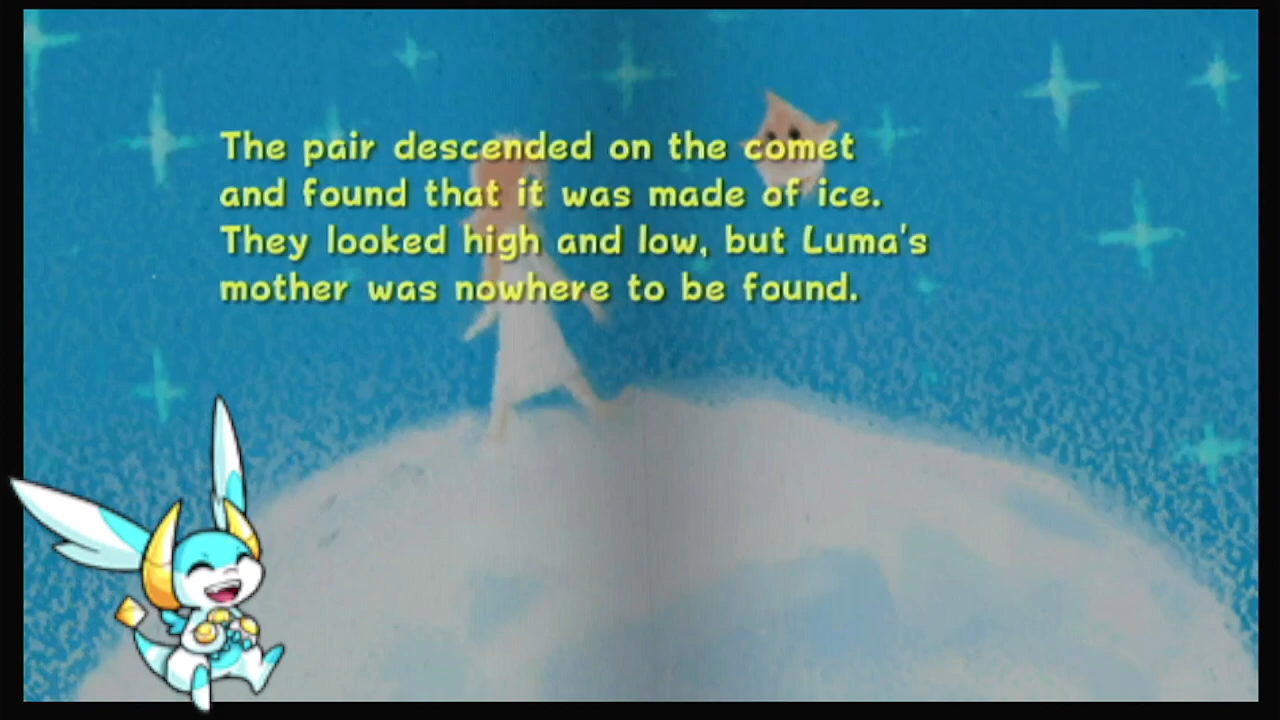 The pair descended on the comet
and found that it was made of ice.
They looked high and low, but Luma's
mother was nowhere to be found.